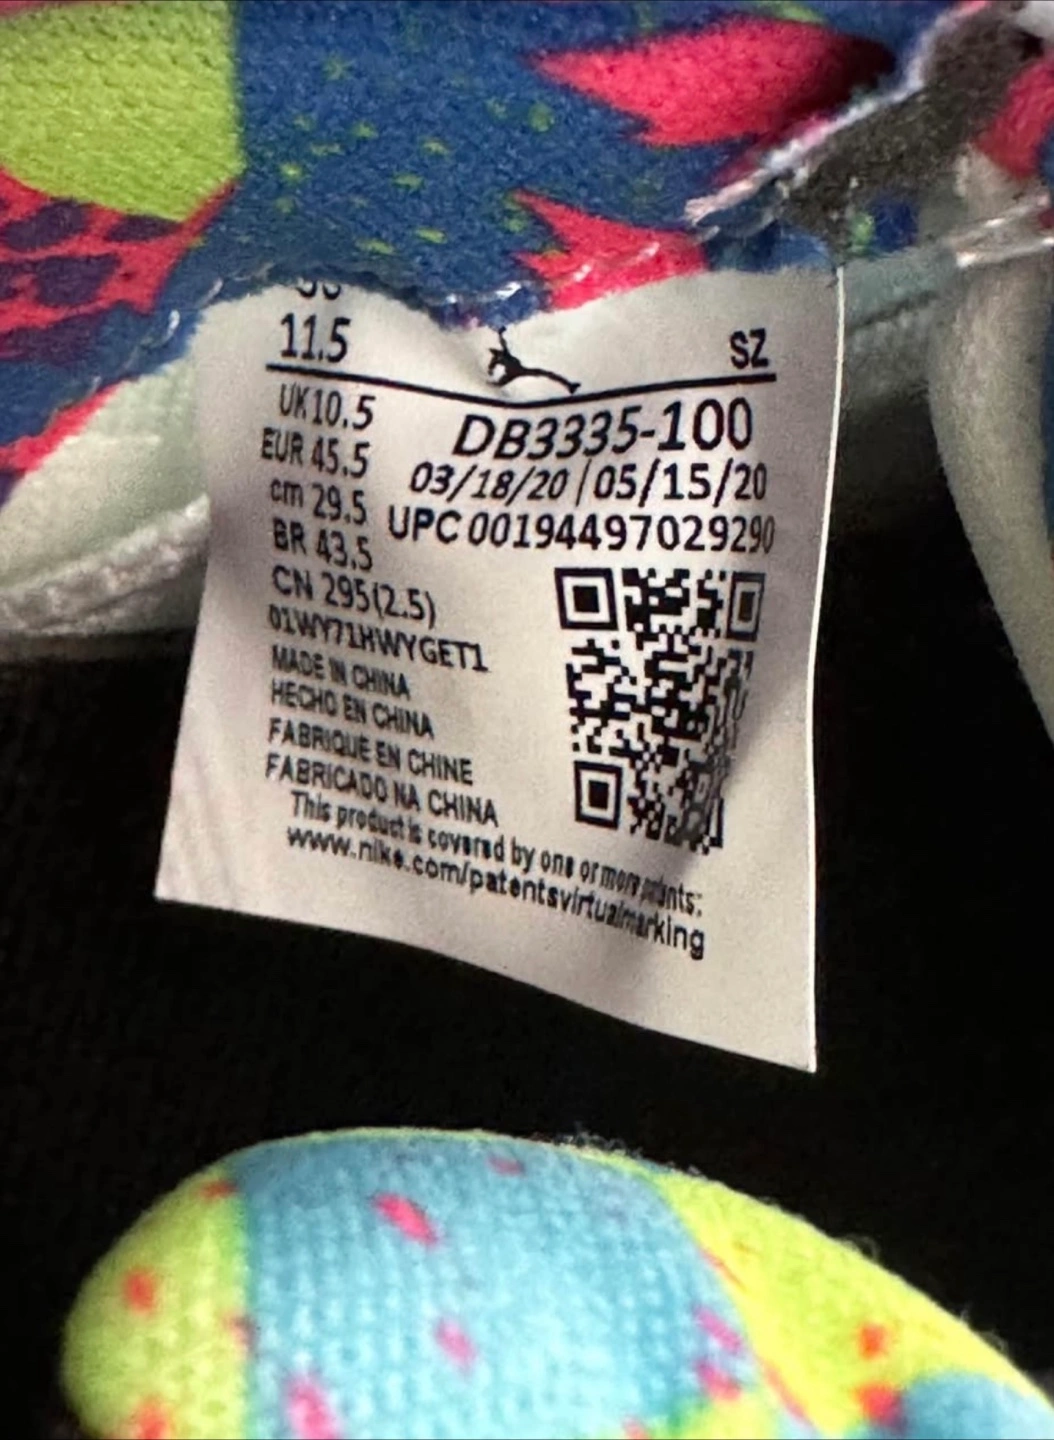 11.5 SZ
UK 10.5 DB3335-100
EUR 45.5 03/18/20 | 05/15/20
cm 29.5 UPC 00194497029290
BR 43.5
CN 295(2.5)
01WY71HWYGET1
MADE IN CHINA
HECHO EN CHINA
FABRIQUE EN CHINE
FABRICADO NA CHINA
This product is covered by one or more patents:
www.nike.com/patentsvirtualmarking